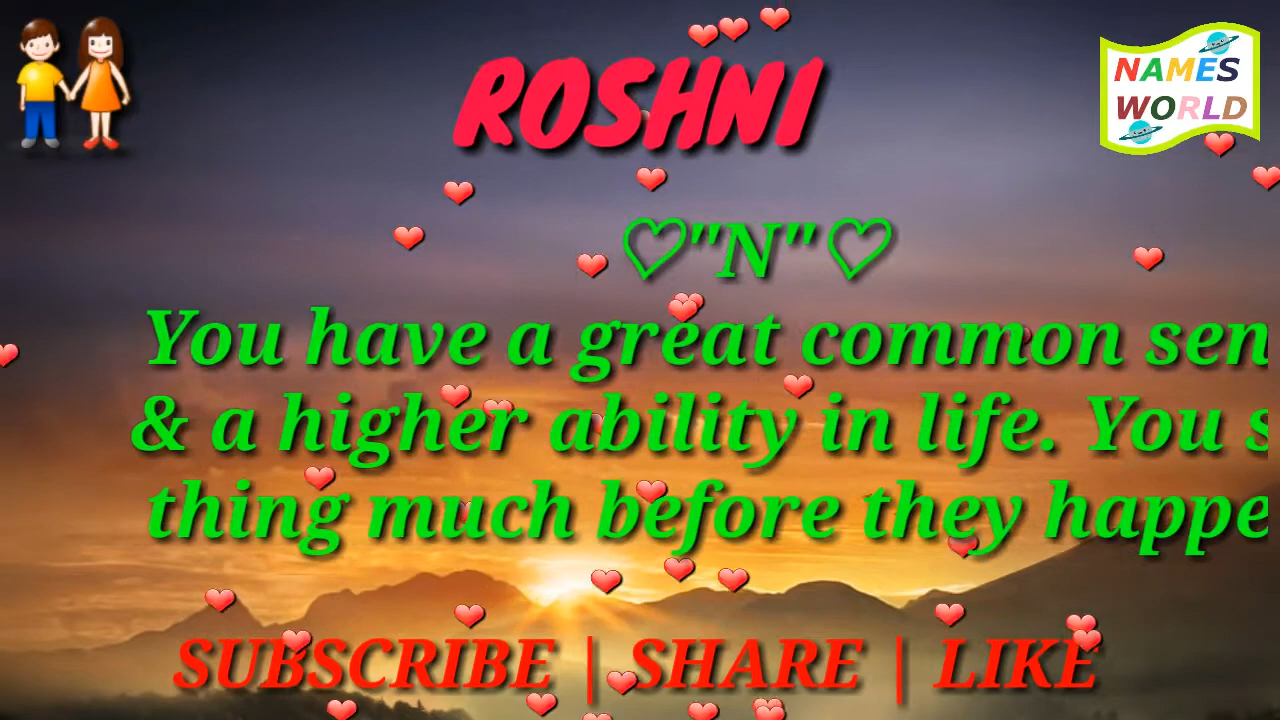 ROSHNI
NAMES
WORLD
♡"N"♡
You have a great common sen
& a higher ability in life. You s
thing much before they happe
SUBSCRIBE | SHARE | LIKE